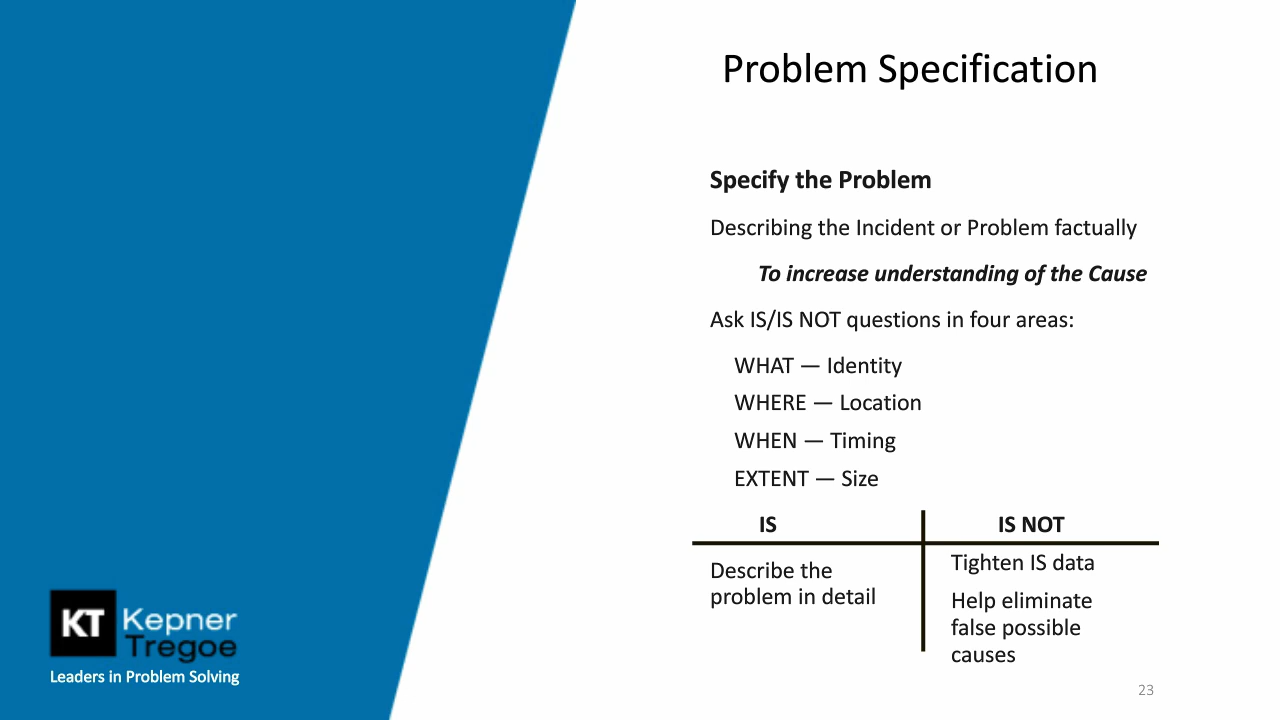 Problem Specification
Specify the Problem
Describing the Incident or Problem factually
To increase understanding of the Cause
Ask IS/IS NOT questions in four areas:
WHAT — Identity
WHERE — Location
WHEN — Timing
EXTENT — Size
IS
IS NOT
Describe the
problem in detail
Tighten IS data
Help eliminate
false possible
causes
KT
Kepner
Tregoe
Leaders in Problem Solving
23